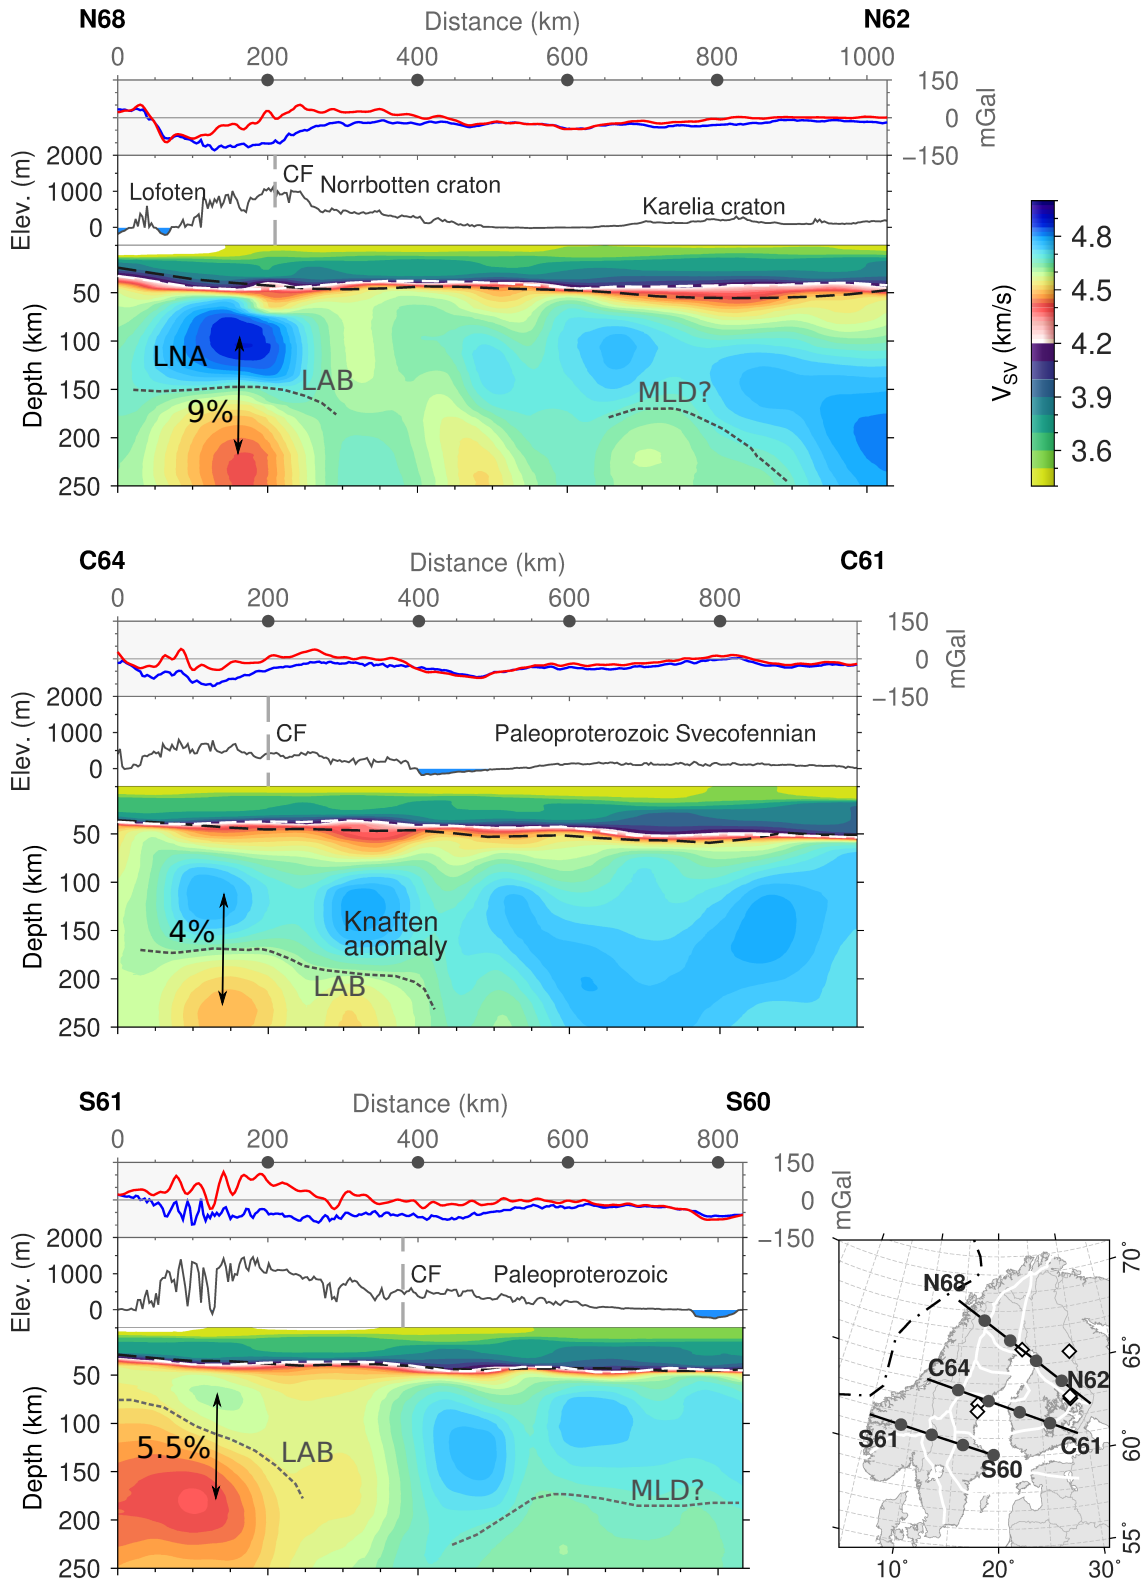 N68 Distance (km) N62
0 200 400 600 800 1000
150
0
−150
mGal
Elev. (m)
2000
1000
0
Lofoten CF Norrbotten craton Karelia craton
Depth (km)
50
100
150
200
250
LNA
LAB
9%
MLD?
V_SV (km/s)
4.8
4.5
4.2
3.9
3.6
C64 Distance (km) C61
0 200 400 600 800
150
0
−150
mGal
Elev. (m)
2000
1000
0
CF Paleoproterozoic Svecofennian
Depth (km)
50
100
150
200
250
4%
Knaften
anomaly
LAB
S61 Distance (km) S60
0 200 400 600 800
150
0
−150
mGal
Elev. (m)
2000
1000
0
CF Paleoproterozoic
Depth (km)
50
100
150
200
250
5.5%
LAB
MLD?
N68
C64
N62
S61
C61
S60
70°
65°
60°
55°
10° 20° 30°